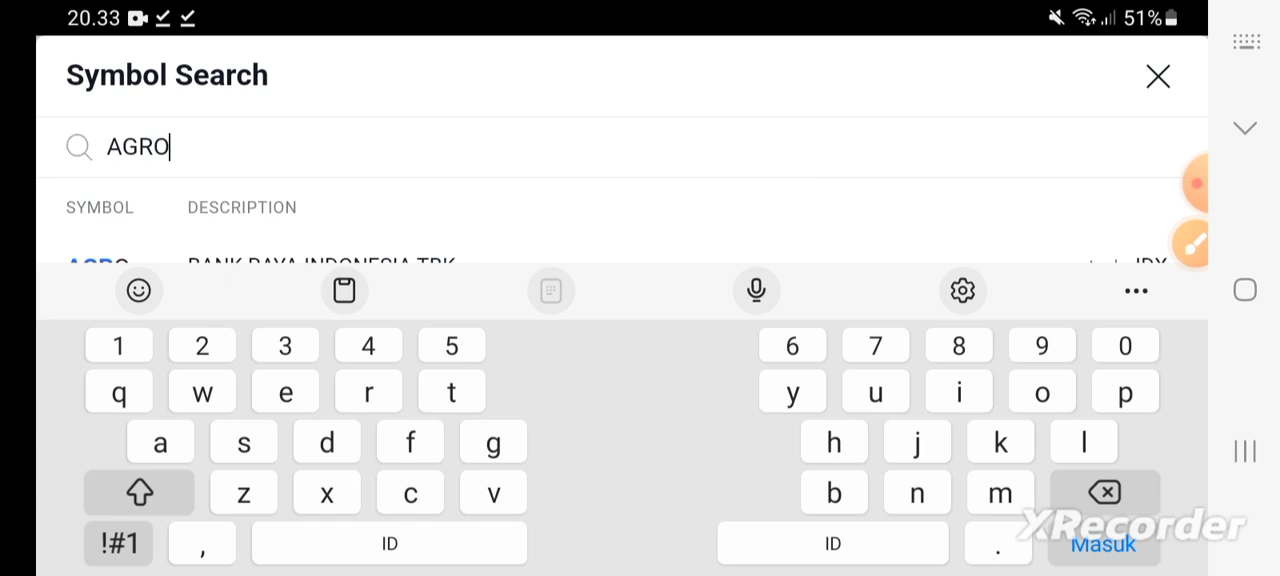 20.33 51%
Symbol Search
AGRO
SYMBOL DESCRIPTION
AGRO BANK RAYA INDONESIA TBK IDX
1 2 3 4 5 6 7 8 9 0
q w e r t y u i o p
a s d f g h j k l
z x c v b n m
!#1 , ID ID . Masuk
XRecorder